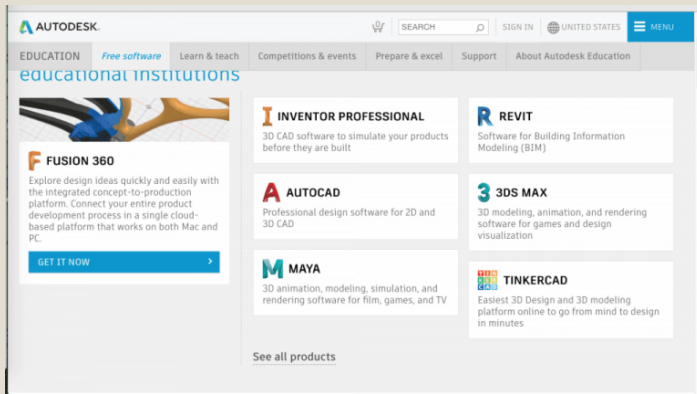 AUTODESK.
SEARCH
SIGN IN
UNITED STATES
MENU
EDUCATION
Free software
Learn & teach
Competitions & events
Prepare & excel
Support
About Autodesk Education
educational institutions
FUSION 360
Explore design ideas quickly and easily with
the integrated concept-to-production
platform. Connect your entire product
development process in a single cloud-
based platform that works on both Mac and
PC.
GET IT NOW
INVENTOR PROFESSIONAL
3D CAD software to simulate your products
before they are built
REVIT
Software for Building Information
Modeling (BIM)
AUTOCAD
Professional design software for 2D and
3D CAD
3DS MAX
3D modeling, animation, and rendering
software for games and design
visualization
MAYA
3D animation, modeling, simulation, and
rendering software for film, games, and TV
TINKERCAD
Easiest 3D Design and 3D modeling
platform online to go from mind to design
in minutes
See all products